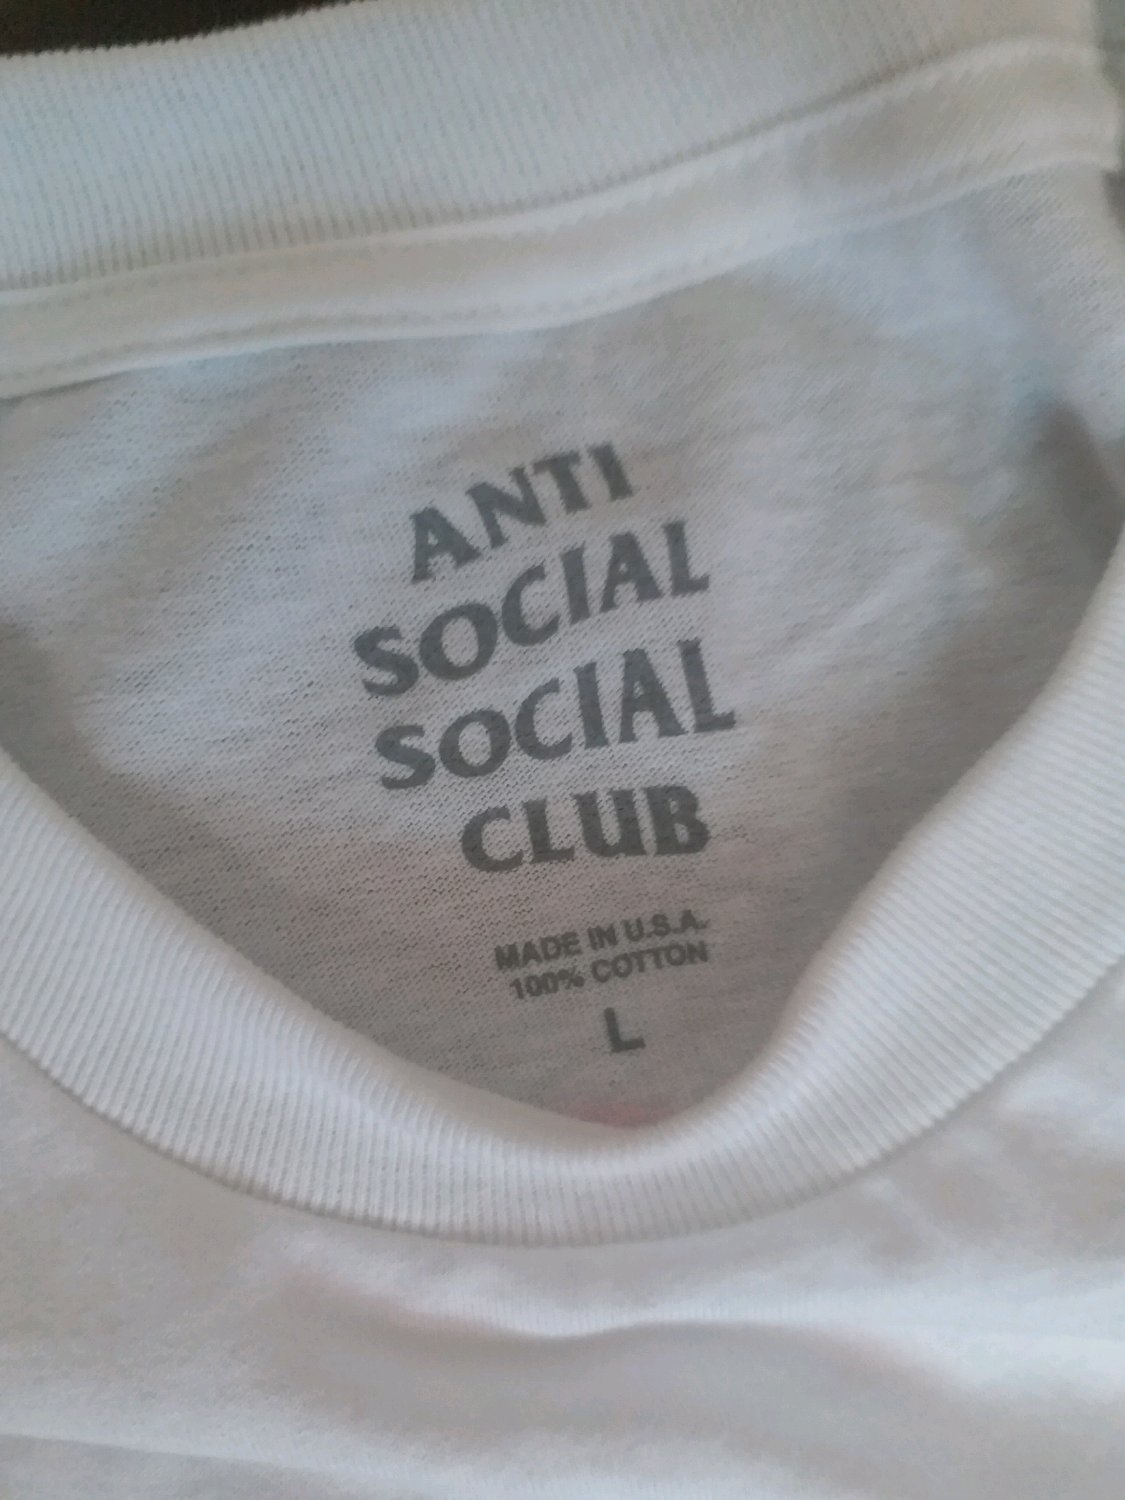 ANTI
SOCIAL
SOCIAL
CLUB
MADE IN U.S.A.
100% COTTON
L